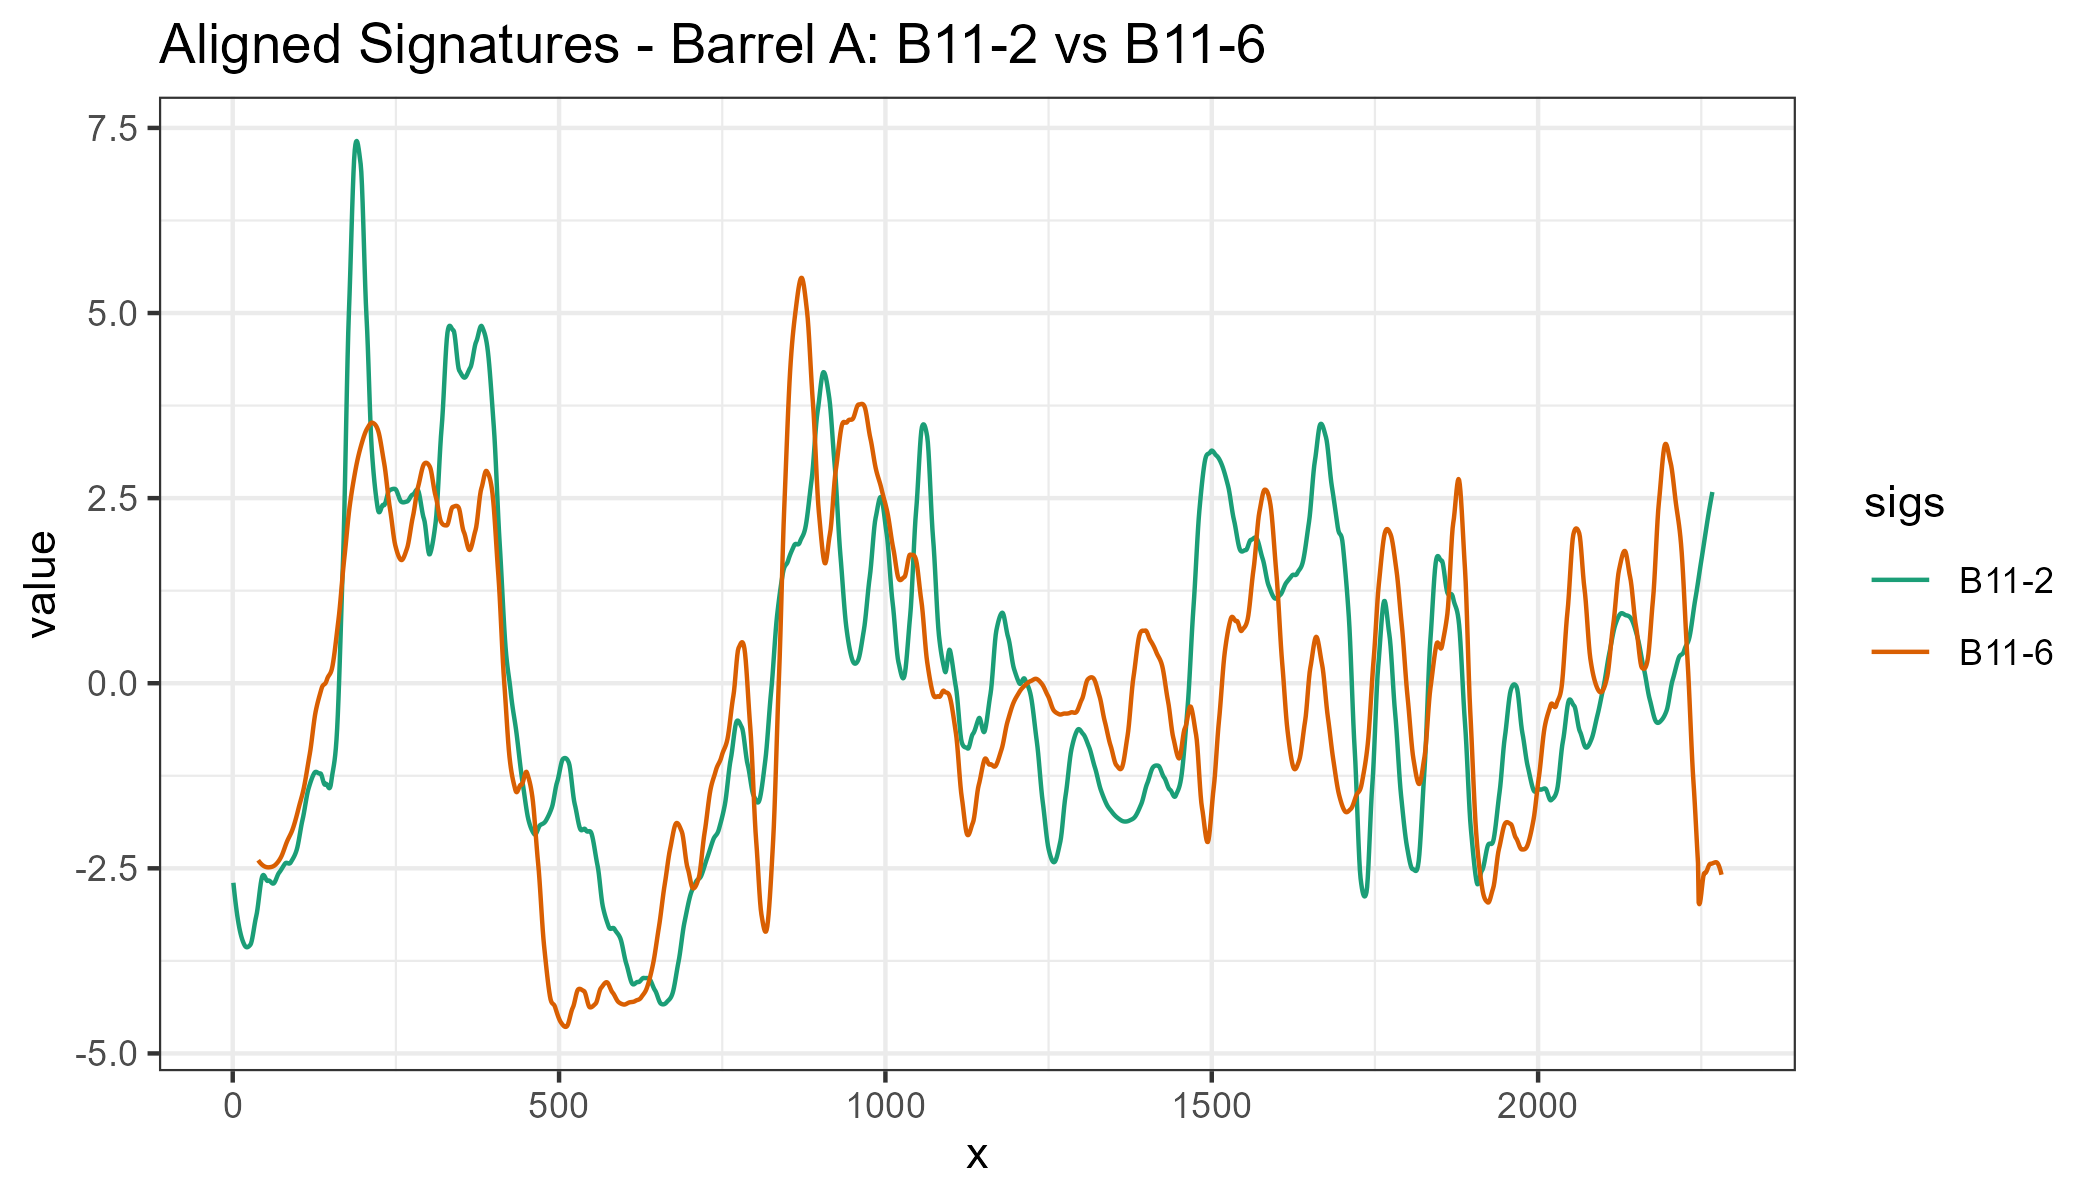 Aligned Signatures - Barrel A: B11-2 vs B11-6
7.5
5.0
2.5
0.0
-2.5
-5.0
value
0 500 1000 1500 2000
x
sigs
B11-2
B11-6